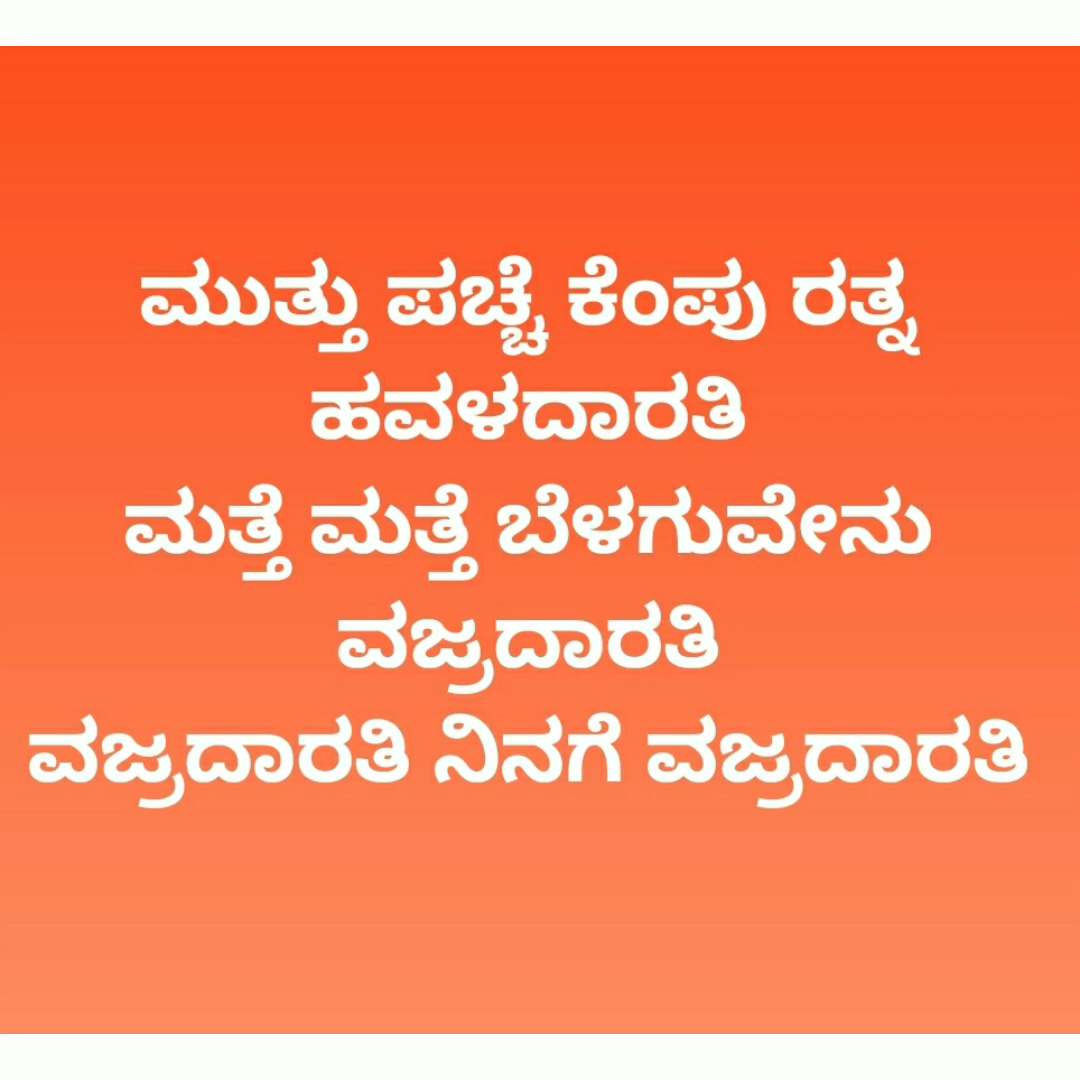 ಮುತ್ತು ಪಚ್ಚೆ ಕೆಂಪು ರತ್ನ
ಹವಳದಾರತಿ
ಮತ್ತೆ ಮತ್ತೆ ಬೆಳಗುವೇನು
ವಜ್ರದಾರತಿ
ವಜ್ರದಾರತಿ ನಿನಗೆ ವಜ್ರದಾರತಿ